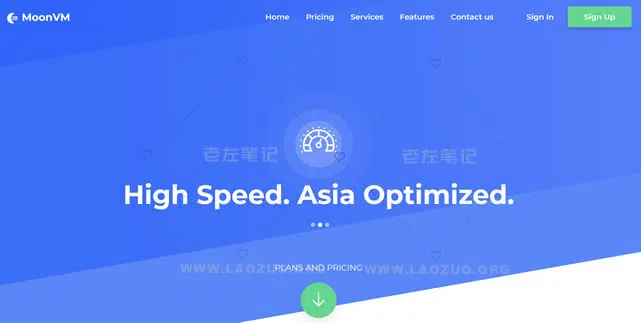 MoonVM
Home Pricing Services Features Contact us Sign In Sign Up
老左笔记 老左笔记
High Speed. Asia Optimized.
WWW.LAOZUO.ORG PLANS AND PRICING WWW.LAOZUO.ORG